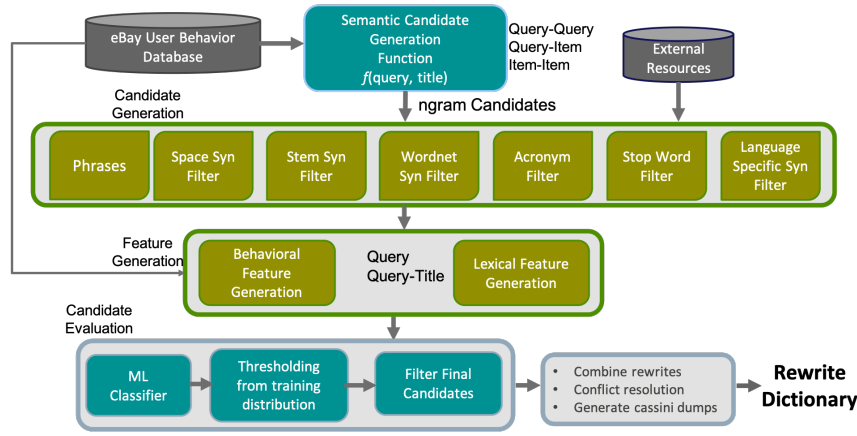 eBay User Behavior
Database
Semantic Candidate
Generation
Function
f(query, title)
Query-Query
Query-Item
Item-Item
External
Resources
Candidate
Generation
ngram Candidates
Phrases
Space Syn
Filter
Stem Syn
Filter
Wordnet
Syn Filter
Acronym
Filter
Stop Word
Filter
Language
Specific Syn
Filter
Feature
Generation
Behavioral
Feature
Generation
Query
Query-Title
Lexical Feature
Generation
Candidate
Evaluation
ML
Classifier
Thresholding
from training
distribution
Filter Final
Candidates
• Combine rewrites
• Conflict resolution
• Generate cassini dumps
Rewrite
Dictionary